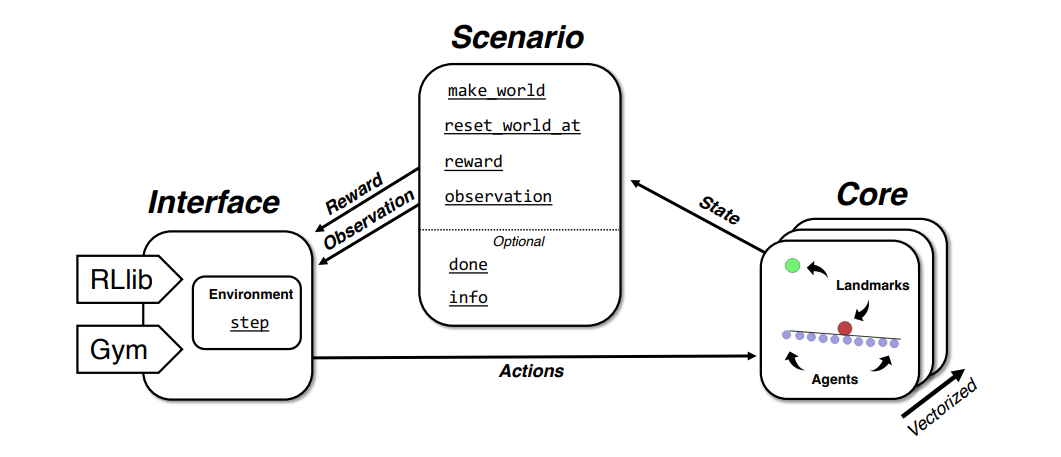 Scenario
make_world
reset_world_at
reward
observation
Optional
done
info
Reward
Observation
State
Interface
RLlib
Gym
Environment
step
Actions
Core
Landmarks
Agents
Vectorized